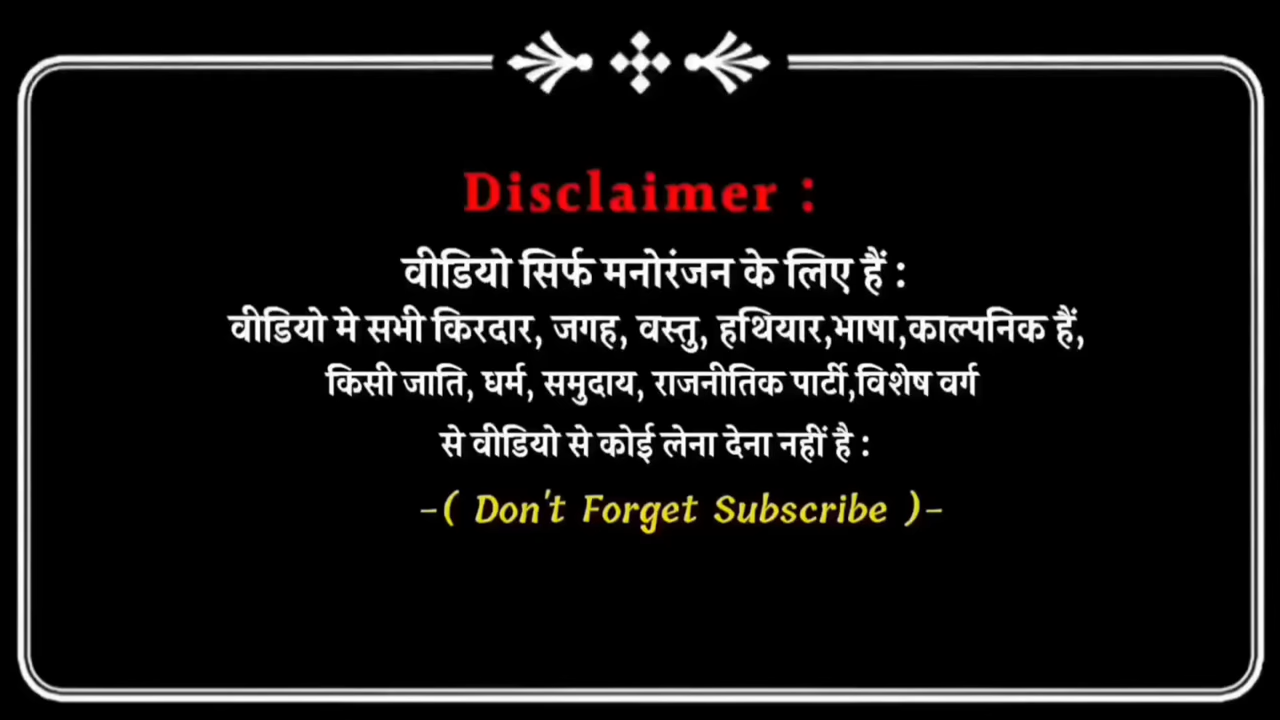 Disclaimer :
वीडियो सिर्फ मनोरंजन के लिए हैं :
वीडियो मे सभी किरदार, जगह, वस्तु, हथियार,भाषा,काल्पनिक हैं,
किसी जाति, धर्म, समुदाय, राजनीतिक पार्टी,विशेष वर्ग
से वीडियो से कोई लेना देना नहीं है :
-( Don't Forget Subscribe )-